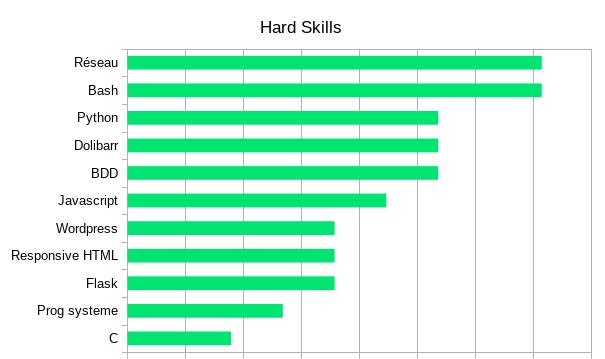 Hard Skills
Réseau
Bash
Python
Dolibarr
BDD
Javascript
Wordpress
Responsive HTML
Flask
Prog systeme
C